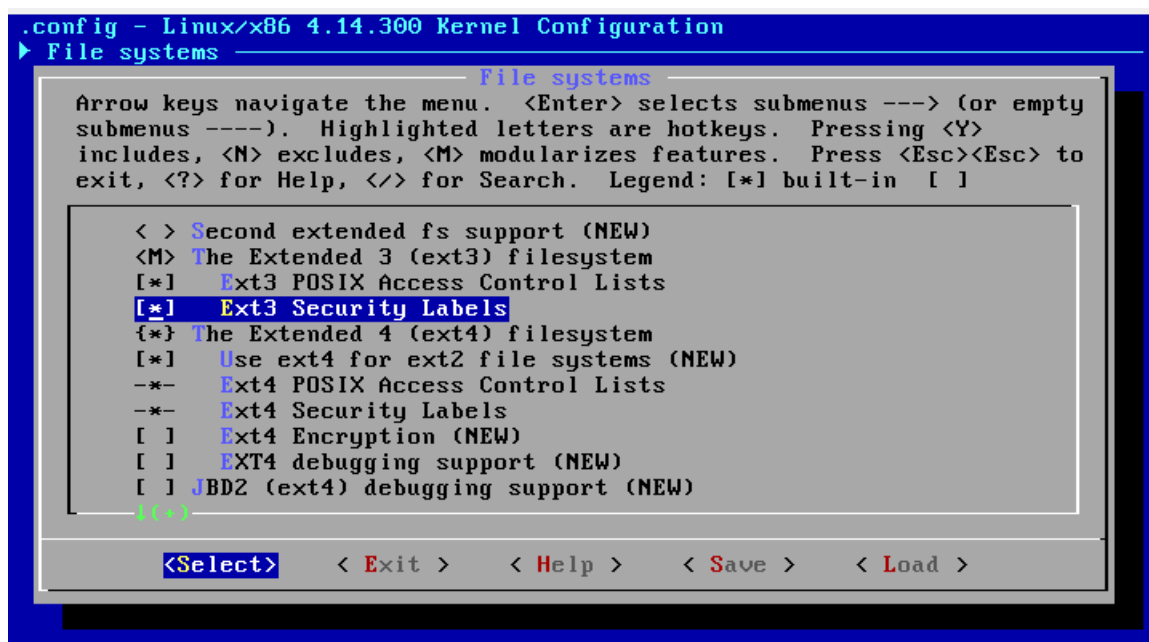 .config - Linux/x86 4.14.300 Kernel Configuration
▶ File systems
File systems
Arrow keys navigate the menu.  <Enter> selects submenus ---> (or empty
submenus ----).  Highlighted letters are hotkeys.  Pressing <Y>
includes, <N> excludes, <M> modularizes features.  Press <Esc><Esc> to
exit, <?> for Help, </> for Search.  Legend: [*] built-in  [ ]
< > Second extended fs support (NEW)
<M> The Extended 3 (ext3) filesystem
[*]   Ext3 POSIX Access Control Lists
[*]   Ext3 Security Labels
{*} The Extended 4 (ext4) filesystem
[*]   Use ext4 for ext2 file systems (NEW)
-*-   Ext4 POSIX Access Control Lists
-*-   Ext4 Security Labels
[ ]   Ext4 Encryption (NEW)
[ ]   EXT4 debugging support (NEW)
[ ] JBD2 (ext4) debugging support (NEW)
↓(+)
<Select>    < Exit >    < Help >    < Save >    < Load >